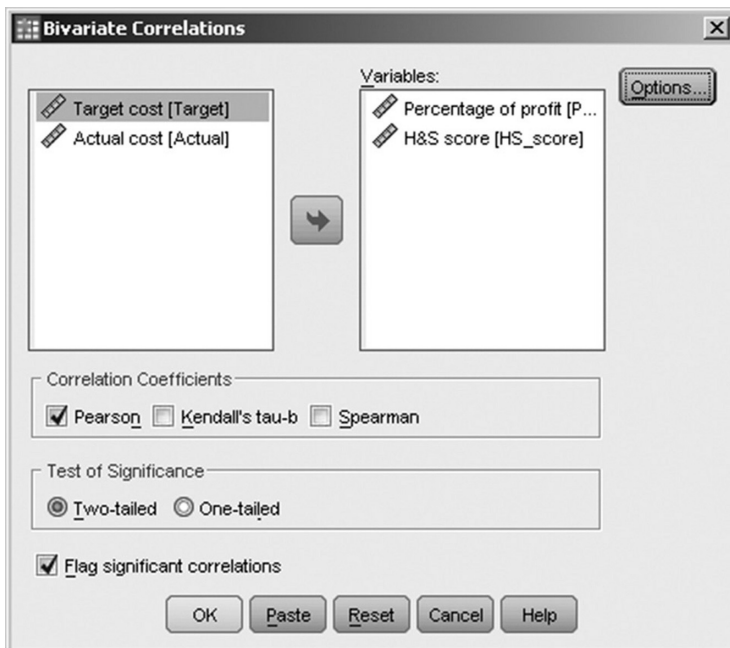 Bivariate Correlations
Variables:
Target cost [Target]
Actual cost [Actual]
Percentage of profit [P...
H&S score [HS_score]
Options...
Correlation Coefficients
Pearson Kendall's tau-b Spearman
Test of Significance
Two-tailed One-tailed
Flag significant correlations
OK Paste Reset Cancel Help